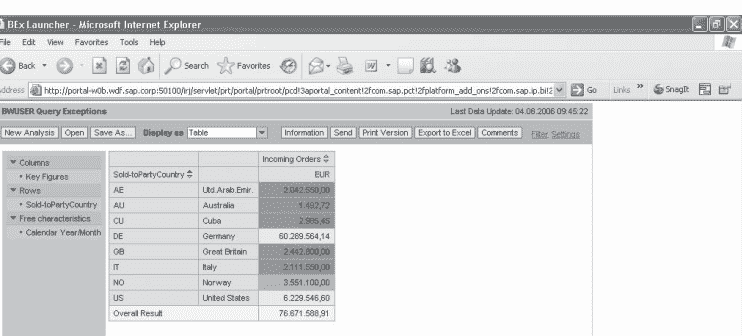 BEx Launcher - Microsoft Internet Explorer
File Edit View Favorites Tools Help
Back Search Favorites
Address http://portal-w0b.wdf.sap.corp:50100/irj/servlet/prt/portal/prtroot/pcd!3aportal_content!2fcom.sap.pct!2fplatform_add_ons!2fcom.sap.ip.bi!2 Go Links » SnagIt
BWUSER Query Exceptions Last Data Update: 04.08.2006 09:45:22
New Analysis Open Save As... Display as Table Information Send Print Version Export to Excel Comments Filter Settings
Columns
• Key Figures
Rows
• Sold-toPartyCountry
Free characteristics
• Calendar Year/Month
Incoming Orders
Sold-toPartyCountry EUR
AE Utd.Arab.Emir. 2.042.550,00
AU Australia 1.492,72
CU Cuba 2.985,45
DE Germany 60.289.564,14
GB Great Britain 2.442.800,00
IT Italy 2.111.550,00
NO Norway 3.551.100,00
US United States 6.229.546,60
Overall Result 76.671.588,91